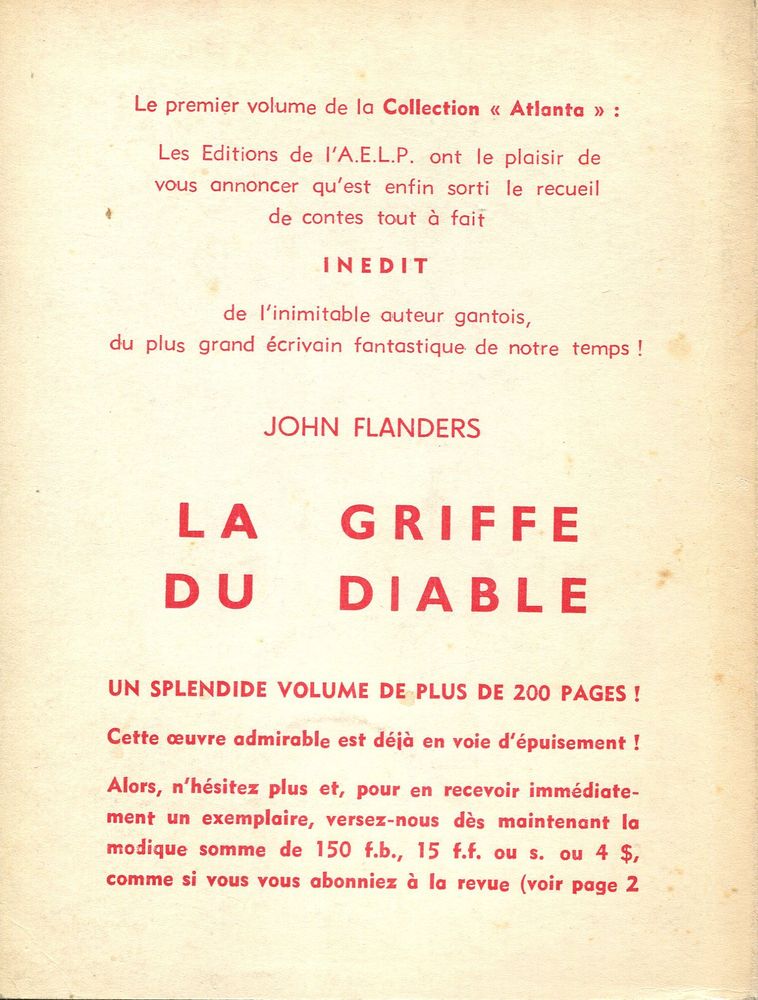 Le premier volume de la Collection « Atlanta » :
Les Editions de l'A.E.L.P. ont le plaisir de
vous annoncer qu'est enfin sorti le recueil
de contes tout à fait
INEDIT
de l'inimitable auteur gantois,
du plus grand écrivain fantastique de notre temps !
JOHN FLANDERS
LA GRIFFE
DU DIABLE
UN SPLENDIDE VOLUME DE PLUS DE 200 PAGES !
Cette œuvre admirable est déjà en voie d'épuisement !
Alors, n'hésitez plus et, pour en recevoir immédiate-
ment un exemplaire, versez-nous dès maintenant la
modique somme de 150 f.b., 15 f.f. ou s. ou 4 $,
comme si vous vous abonniez à la revue (voir page 2